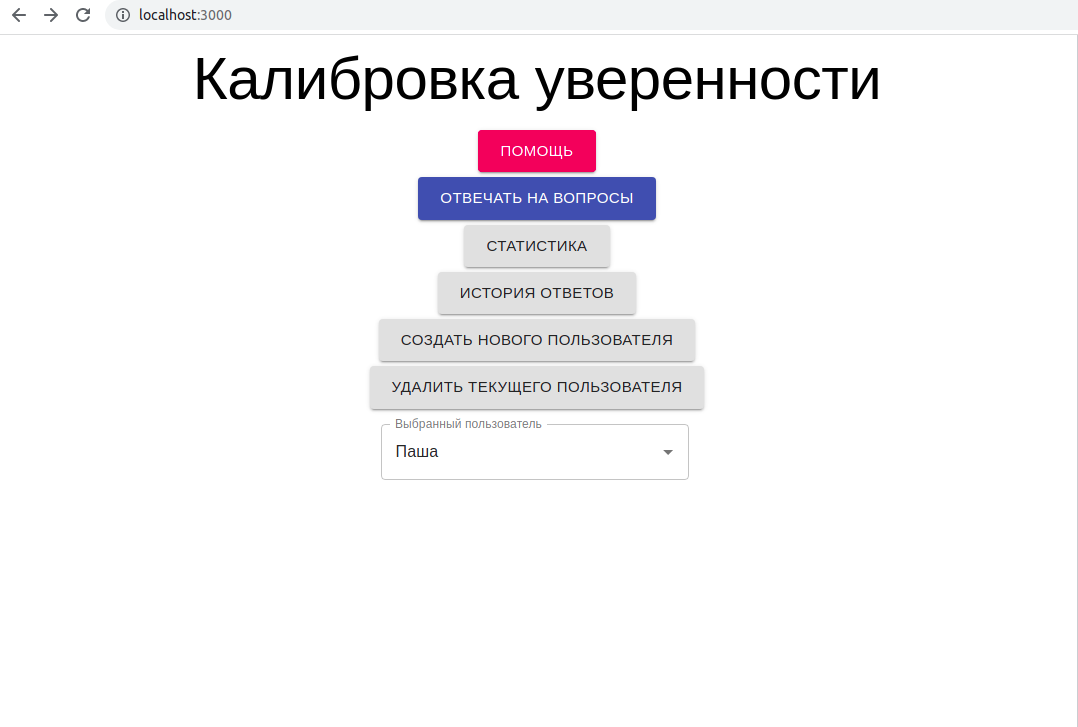 localhost:3000
Калибровка уверенности
ПОМОЩЬ
ОТВЕЧАТЬ НА ВОПРОСЫ
СТАТИСТИКА
ИСТОРИЯ ОТВЕТОВ
СОЗДАТЬ НОВОГО ПОЛЬЗОВАТЕЛЯ
УДАЛИТЬ ТЕКУЩЕГО ПОЛЬЗОВАТЕЛЯ
Выбранный пользователь
Паша